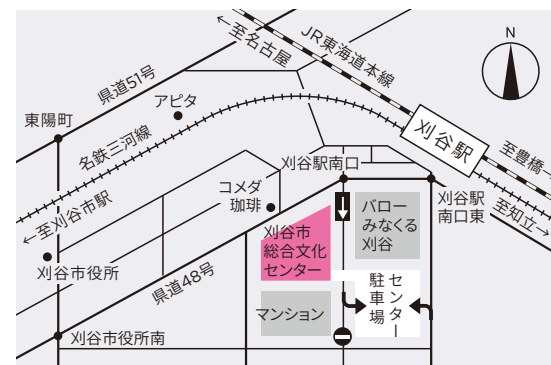 N
←至名古屋
JR東海道本線
県道51号
アピタ
東陽町
名鉄三河線
刈谷駅
至豊橋→
刈谷駅南口
コメダ
珈琲
バロー
みなくる
刈谷
刈谷駅
南口東
至知立→
←至刈谷市駅
刈谷市
総合文化
センター
刈谷市役所
県道48号
センター
駐車場
マンション
刈谷市役所南